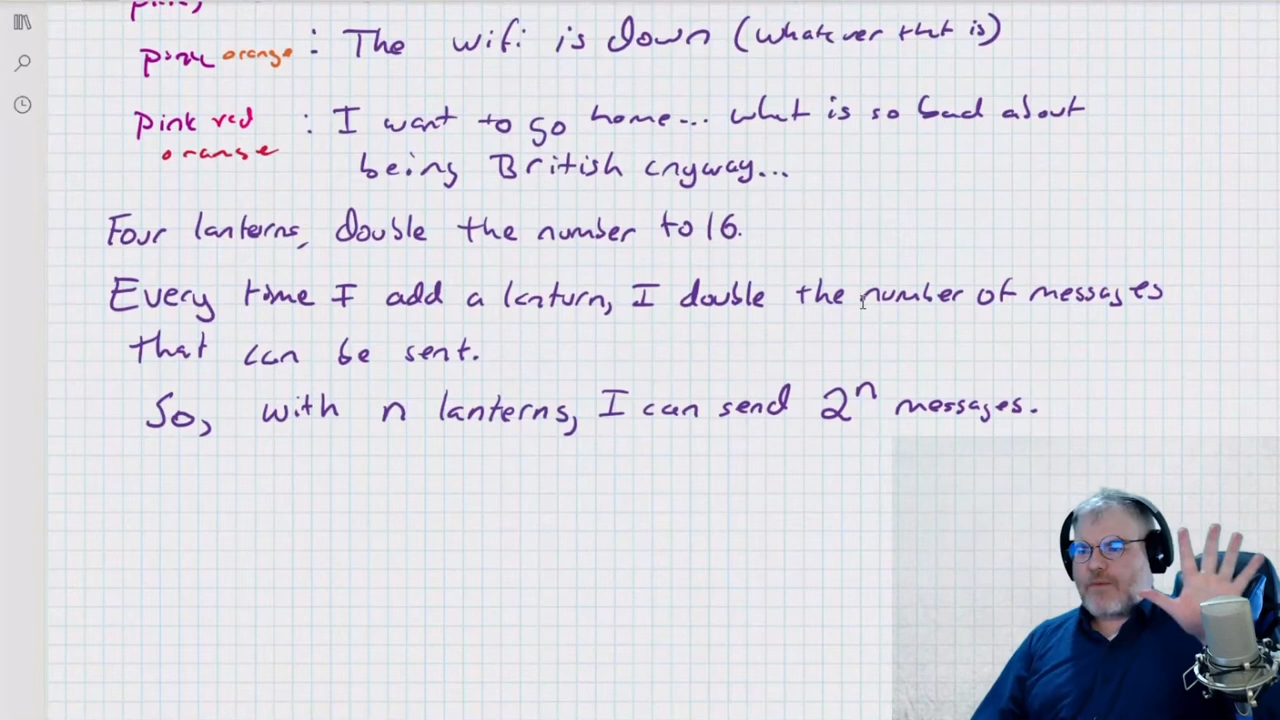 pink orange : The wifi is down (whatever that is)
pink red : I want to go home... what is so bad about
orange being British anyway...
Four lanterns, double the number to 16.
Every time I add a lanturn, I double the number of messages
that can be sent.
So, with n lanterns, I can send 2ⁿ messages.